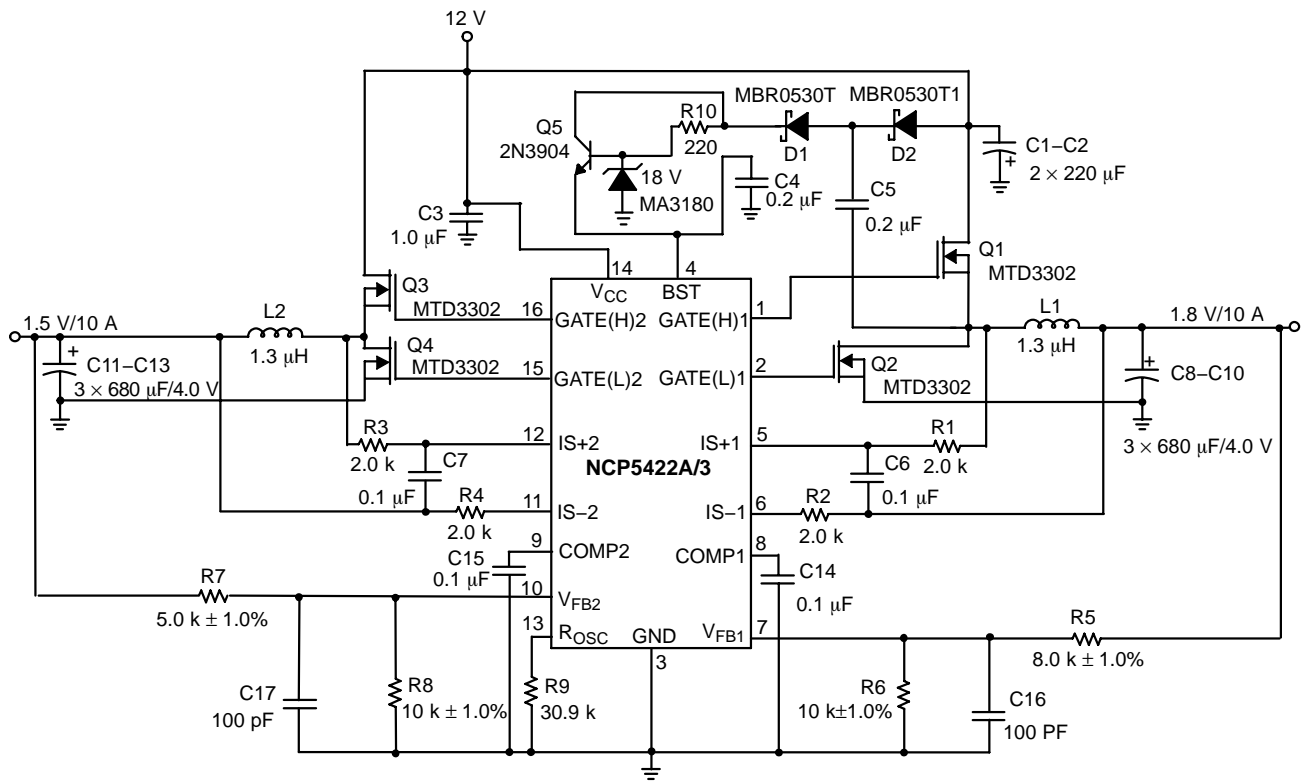 12 V
MBR0530T
MBR0530T1
R10
220
D1
D2
Q5
2N3904
18 V
MA3180
C4
0.2 μF
C5
0.2 μF
C1−C2
2 × 220 μF
C3
1.0 μF
Q1
MTD3302
14
4
VCC
BST
Q3
MTD3302
16
GATE(H)2
GATE(H)1
1
1.5 V/10 A
L2
1.3 μH
L1
1.3 μH
1.8 V/10 A
C11−C13
3 × 680 μF/4.0 V
Q4
MTD3302
15
GATE(L)2
GATE(L)1
2
Q2
MTD3302
C8−C10
3 × 680 μF/4.0 V
R3
2.0 k
12
IS+2
IS+1
5
R1
2.0 k
C7
0.1 μF
NCP5422A/3
C6
0.1 μF
R4
2.0 k
11
IS−2
IS−1
6
R2
2.0 k
9
COMP2
COMP1
8
C15
0.1 μF
C14
0.1 μF
R7
5.0 k ± 1.0%
10
VFB2
13
ROSC
GND
3
VFB1
7
R5
8.0 k ± 1.0%
C17
100 pF
R8
10 k ± 1.0%
R9
30.9 k
R6
10 k±1.0%
C16
100 PF